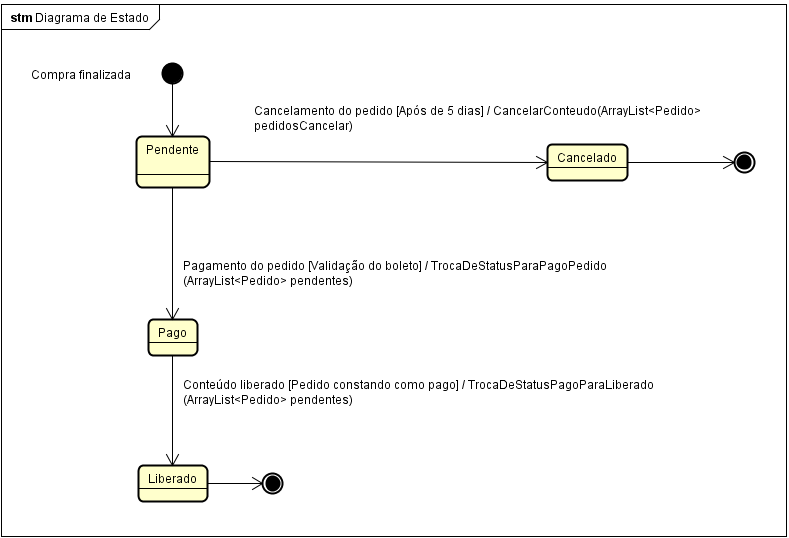 stm Diagrama de Estado
Compra finalizada
Cancelamento do pedido [Após de 5 dias] / CancelarConteudo(ArrayList<Pedido>
pedidosCancelar)
Pendente
Cancelado
Pagamento do pedido [Validação do boleto] / TrocaDeStatusParaPagoPedido
(ArrayList<Pedido> pendentes)
Pago
Conteúdo liberado [Pedido constando como pago] / TrocaDeStatusPagoParaLiberado
(ArrayList<Pedido> pendentes)
Liberado